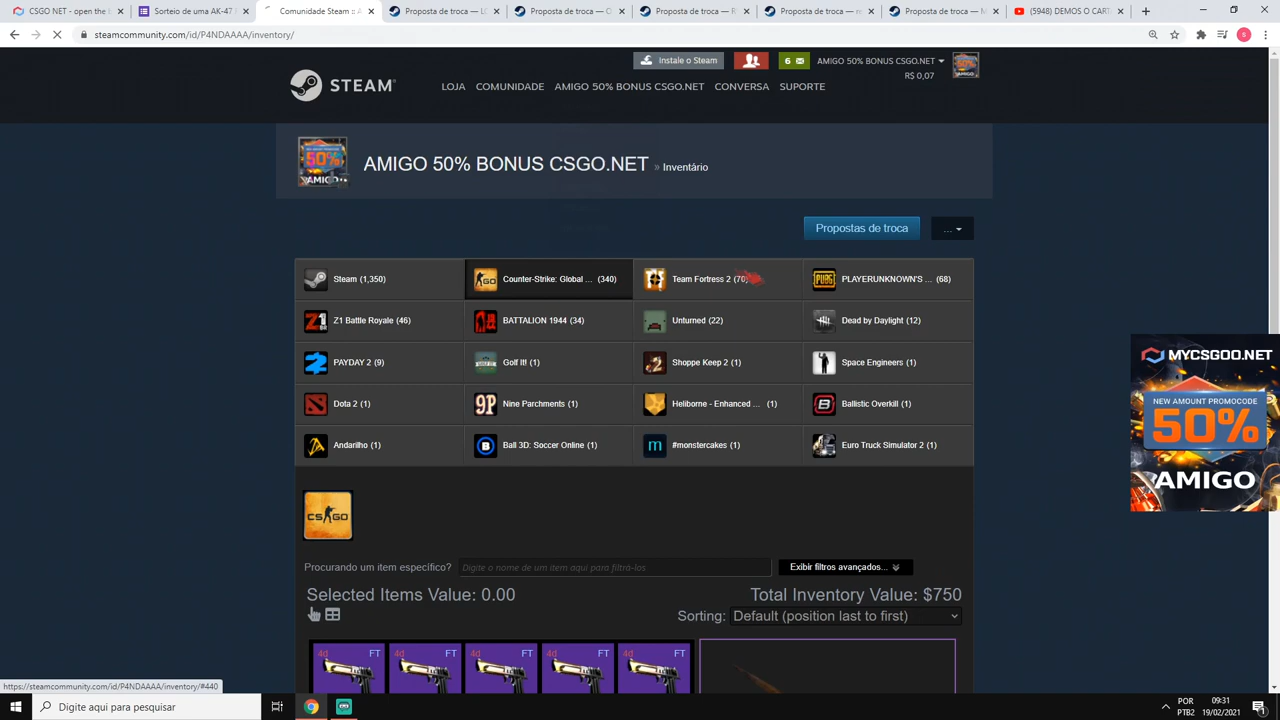 CSGO NET - open the b
Sorteio de uma AK-47
Comunidade Steam :: A
Proposta de troca — LO
Proposta de troca — C
Proposta de troca — R
Proposta de troca — m
Proposta de troca — M
(5948) DEMOS O CART
steamcommunity.com/id/P4NDAAAA/inventory/
Instale o Steam
6
AMIGO 50% BONUS CSGO.NET
R$ 0,07
STEAM®
LOJA COMUNIDADE AMIGO 50% BONUS CSGO.NET CONVERSA SUPORTE
AMIGO 50% BONUS CSGO.NET » Inventário
Propostas de troca
...
Steam (1,350)
Counter-Strike: Global ... (340)
Team Fortress 2 (70)
PLAYERUNKNOWN'S ... (68)
Z1 Battle Royale (46)
BATTALION 1944 (34)
Unturned (22)
Dead by Daylight (12)
PAYDAY 2 (9)
Golf It! (1)
Shoppe Keep 2 (1)
Space Engineers (1)
Dota 2 (1)
Nine Parchments (1)
Heliborne - Enhanced ... (1)
Ballistic Overkill (1)
Andarilho (1)
Ball 3D: Soccer Online (1)
#monstercakes (1)
Euro Truck Simulator 2 (1)
MYCSGOO.NET
NEW AMOUNT PROMOCODE
50%
AMIGO
CS:GO
Procurando um item específico? Digite o nome de um item aqui para filtrá-los
Exibir filtros avançados...
Selected Items Value: 0.00
Total Inventory Value: $750
Sorting: Default (position last to first)
4d FT 4d FT 4d FT 4d FT 4d FT
https://steamcommunity.com/id/P4NDAAAA/inventory/#440
Digite aqui para pesquisar
POR
PTB2
09:31
19/02/2021